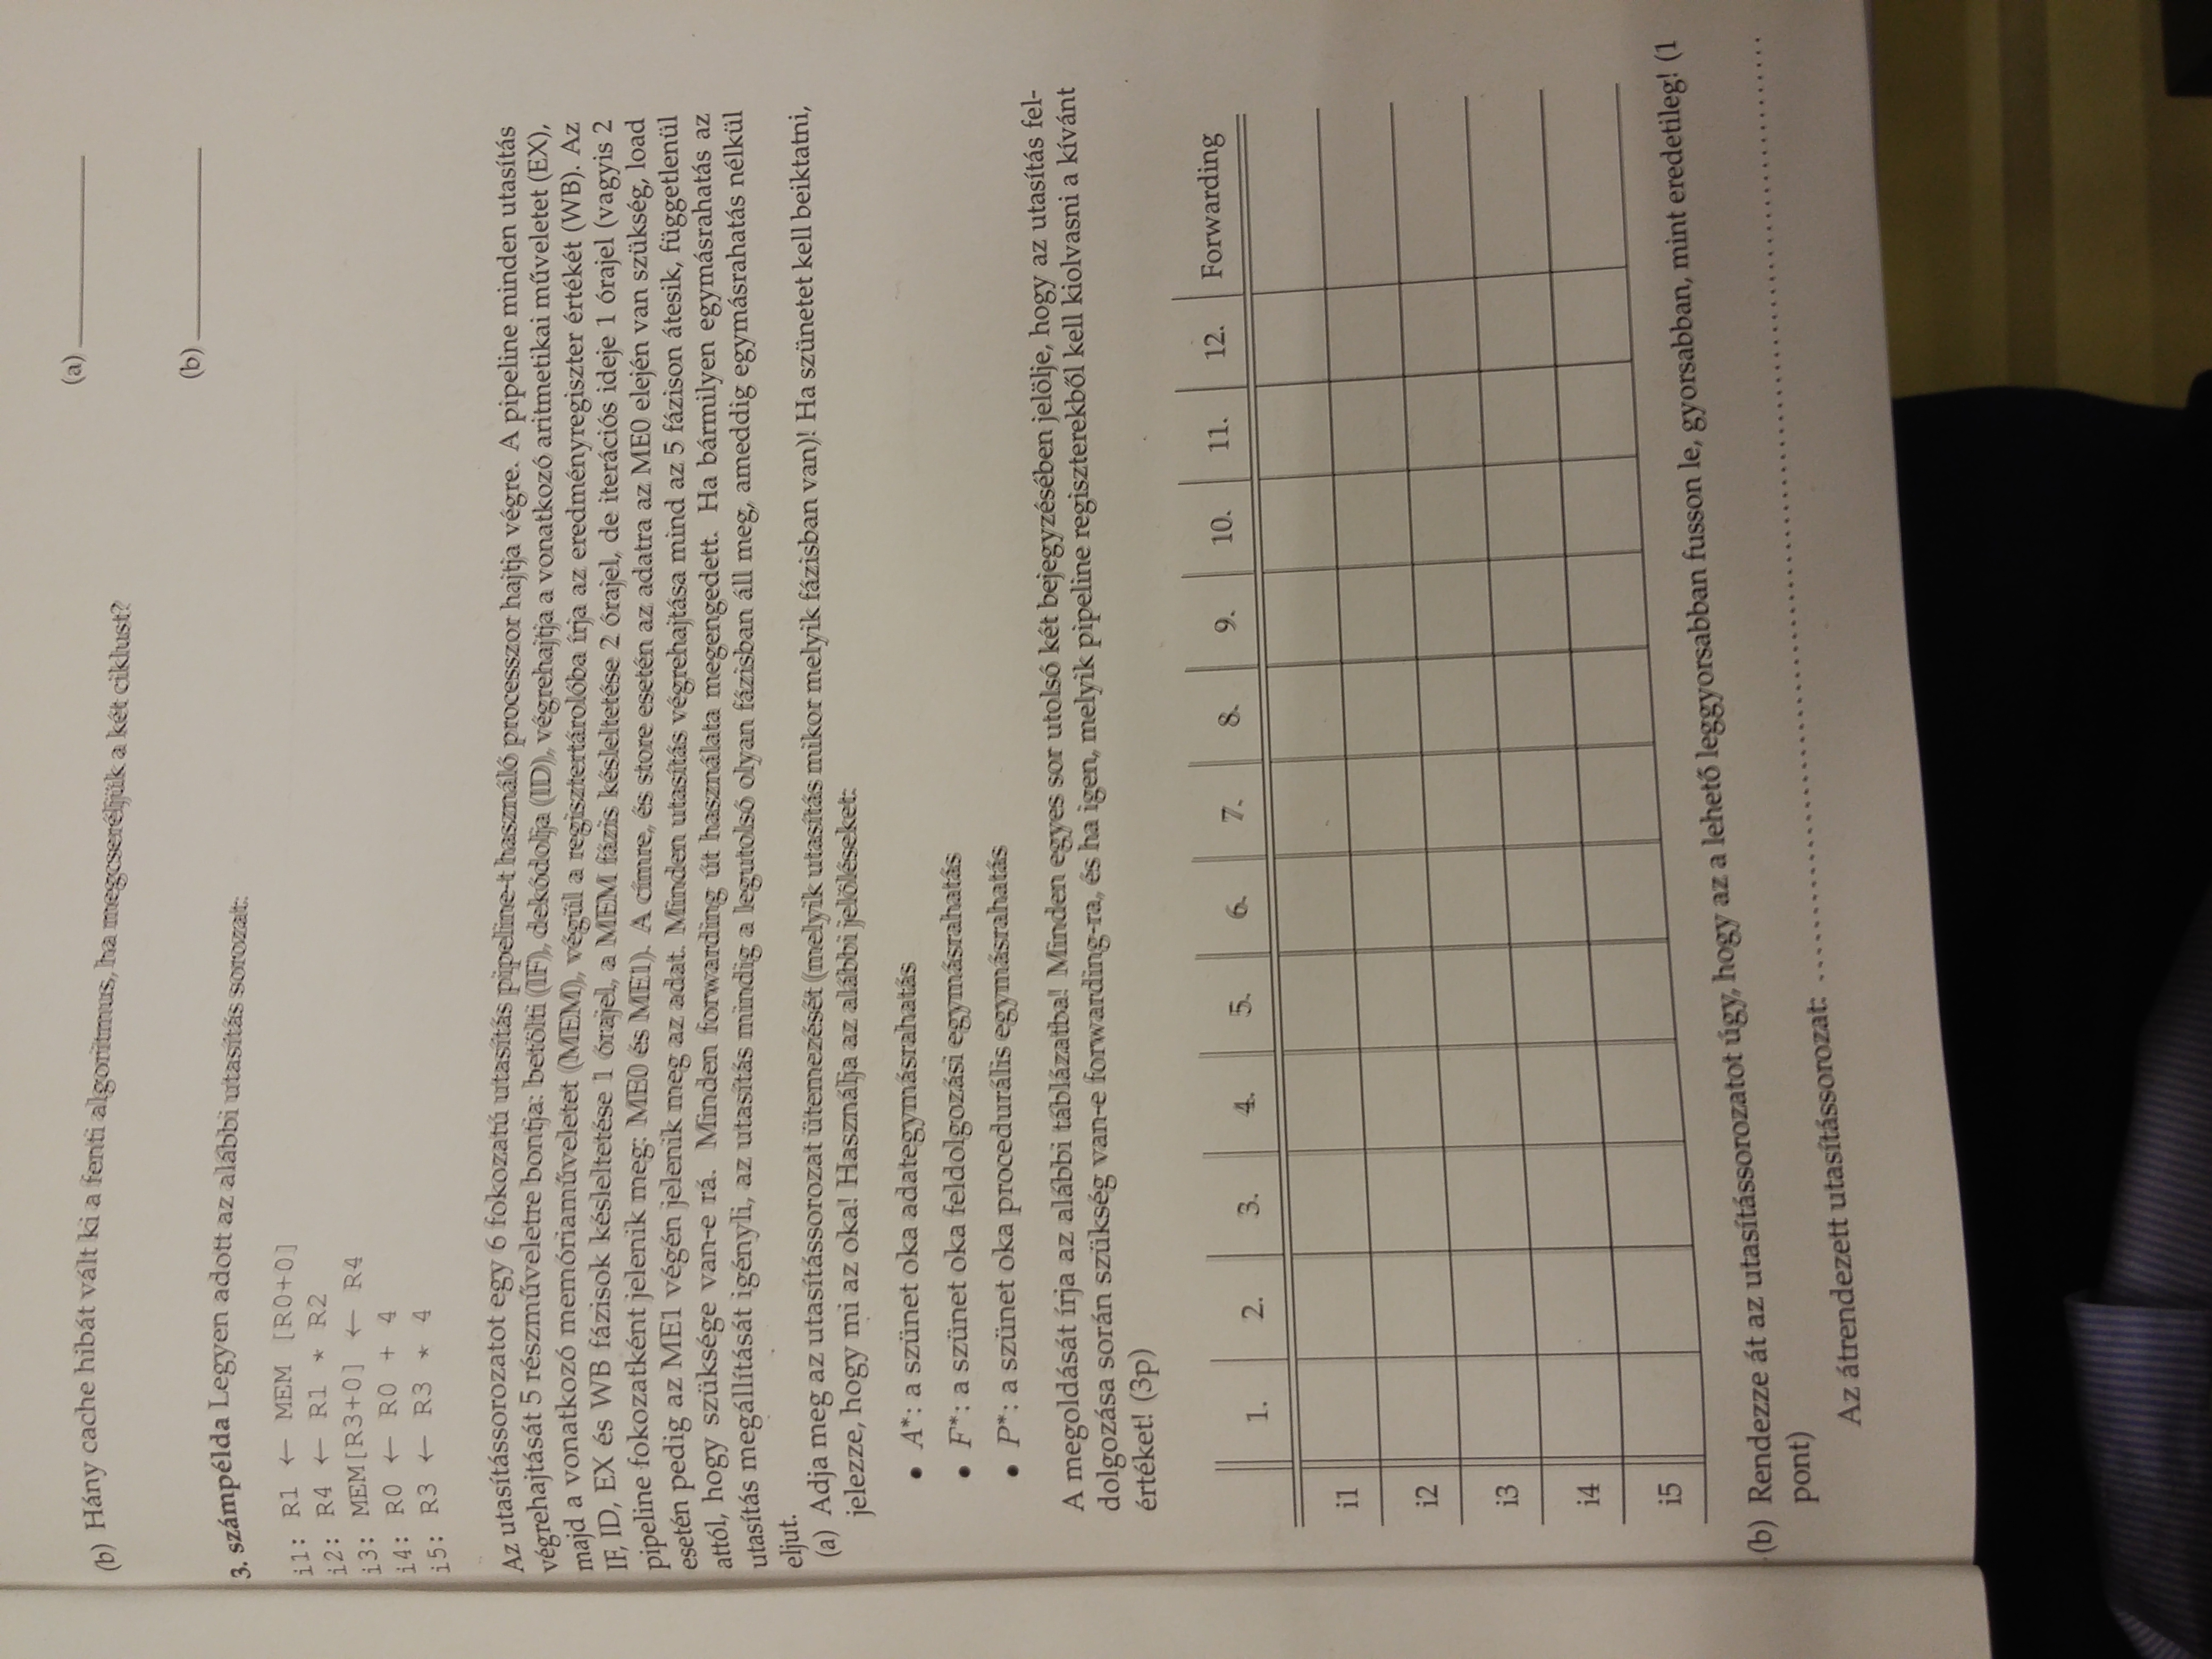 (a)
(b) Hány cache hibát vált ki a fenti algoritmus, ha megcseréljük a két ciklust?
(b)
3. számpélda Legyen adott az alábbi utasítás sorozat:
i1: R1 ← MEM [R0+0]
i2: R4 ← R1 * R2
i3: MEM[R3+0] ← R4
i4: R0 ← R0 + 4
i5: R3 ← R3 * 4
Az utasítássorozatot egy 6 fokozatú utasítás pipeline-t használó processzor hajtja végre. A pipeline minden utasítás
végrehajtását 5 részműveletre bontja: betölti (IF), dekódolja (ID), végrehajtja a vonatkozó aritmetikai műveletet (EX),
majd a vonatkozó memóriaműveletet (MEM), végül a regisztertárolóba írja az eredményregiszter értékét (WB). Az
IF, ID, EX és WB fázisok késleltetése 1 órajel, a MEM fázis késleltetése 2 órajel, de iterációs ideje 1 órajel (vagyis 2
pipeline fokozatként jelenik meg: ME0 és ME1). A címre, és store esetén az adatra az ME0 elején van szükség, load
esetén pedig az ME1 végén jelenik meg az adat. Minden utasítás végrehajtása mind az 5 fázison átesik, függetlenül
attól, hogy szüksége van-e rá. Minden forwarding út használata megengedett. Ha bármilyen egymásrahatás az
utasítás megállítását igényli, az utasítás mindig a legutolsó olyan fázisban áll meg, ameddig egymásrahatás nélkül
eljut.
(a) Adja meg az utasítássorozat ütemezését (melyik utasítás mikor melyik fázisban van)! Ha szünetet kell beiktatni,
jelezze, hogy mi az oka! Használja az alábbi jelöléseket:
• A*: a szünet oka adategymásrahatás
• F*: a szünet oka feldolgozási egymásrahatás
• P*: a szünet oka procedurális egymásrahatás
A megoldását írja az alábbi táblázatba! Minden egyes sor utolsó két bejegyzésében jelölje, hogy az utasítás fel-
dolgozása során szükség van-e forwarding-ra, és ha igen, melyik pipeline regiszterekből kell kiolvasni a kívánt
értéket! (3p)
1. 2. 3. 4. 5. 6. 7. 8. 9. 10. 11. 12. Forwarding
i1
i2
i3
i4
i5
(b) Rendezze át az utasítássorozatot úgy, hogy az a lehető leggyorsabban fusson le, gyorsabban, mint eredetileg! (1
pont)
Az átrendezett utasítássorozat: